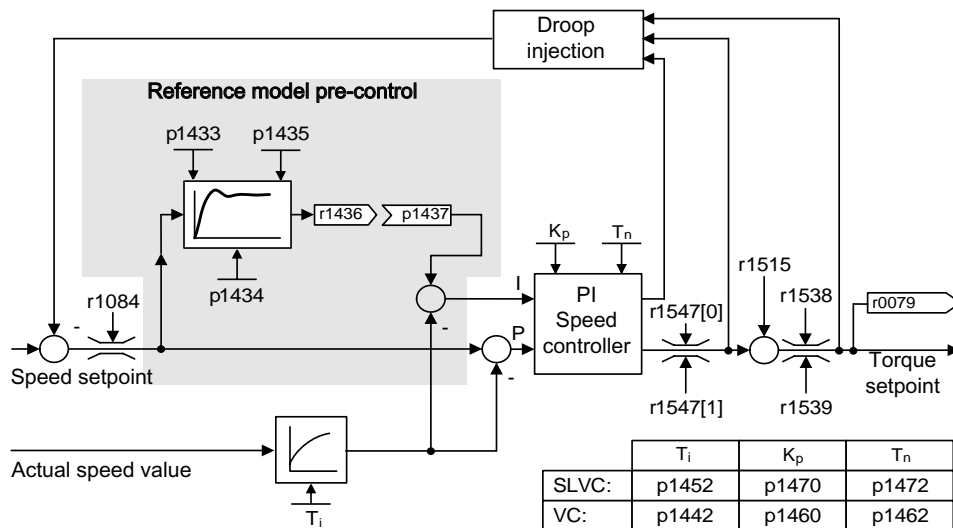 Droop
injection
Reference model pre-control
p1433
p1435
r1436
p1437
p1434
Kp
Tn
r1084
-
Speed setpoint
-
I
P
-
PI
Speed
controller
r1547[0]
r1547[1]
r1515
r1538
r1539
r0079
Torque
setpoint
Actual speed value
Ti
Ti Kp Tn
SLVC: p1452 p1470 p1472
VC: p1442 p1460 p1462